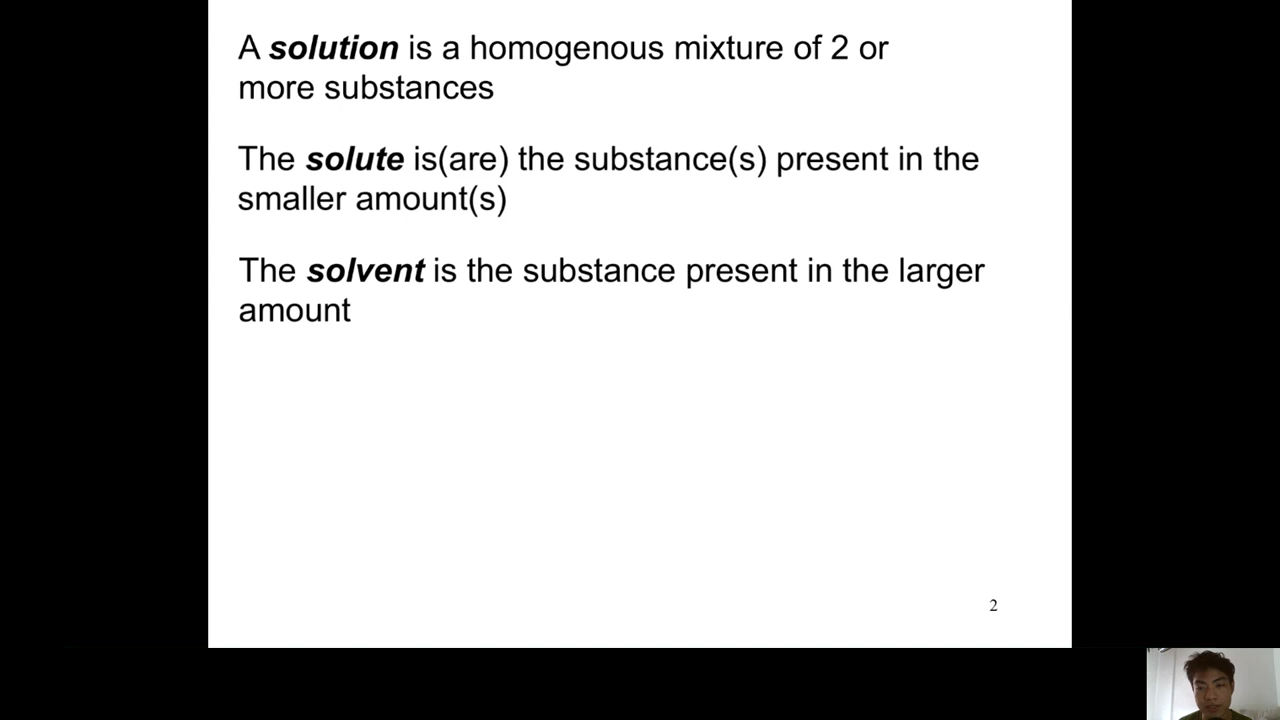 A solution is a homogenous mixture of 2 or
more substances
The solute is(are) the substance(s) present in the
smaller amount(s)
The solvent is the substance present in the larger
amount
2